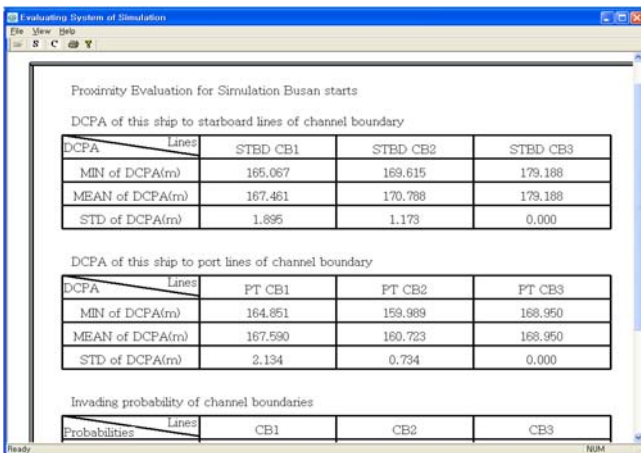 Evaluating System of Simulation
File View Help
S C
Proximity Evaluation for Simulation Busan starts
DCPA of this ship to starboard lines of channel boundary
DCPA Lines STBD CB1 STBD CB2 STBD CB3
MIN of DCPA(m) 165.067 169.615 179.188
MEAN of DCPA(m) 167.461 170.788 179.188
STD of DCPA(m) 1.895 1.173 0.000
DCPA of this ship to port lines of channel boundary
DCPA Lines PT CB1 PT CB2 PT CB3
MIN of DCPA(m) 164.851 159.989 168.950
MEAN of DCPA(m) 167.590 160.723 168.950
STD of DCPA(m) 2.134 0.734 0.000
Invading probability of channel boundaries
Probabilities Lines CB1 CB2 CB3
Ready NUM